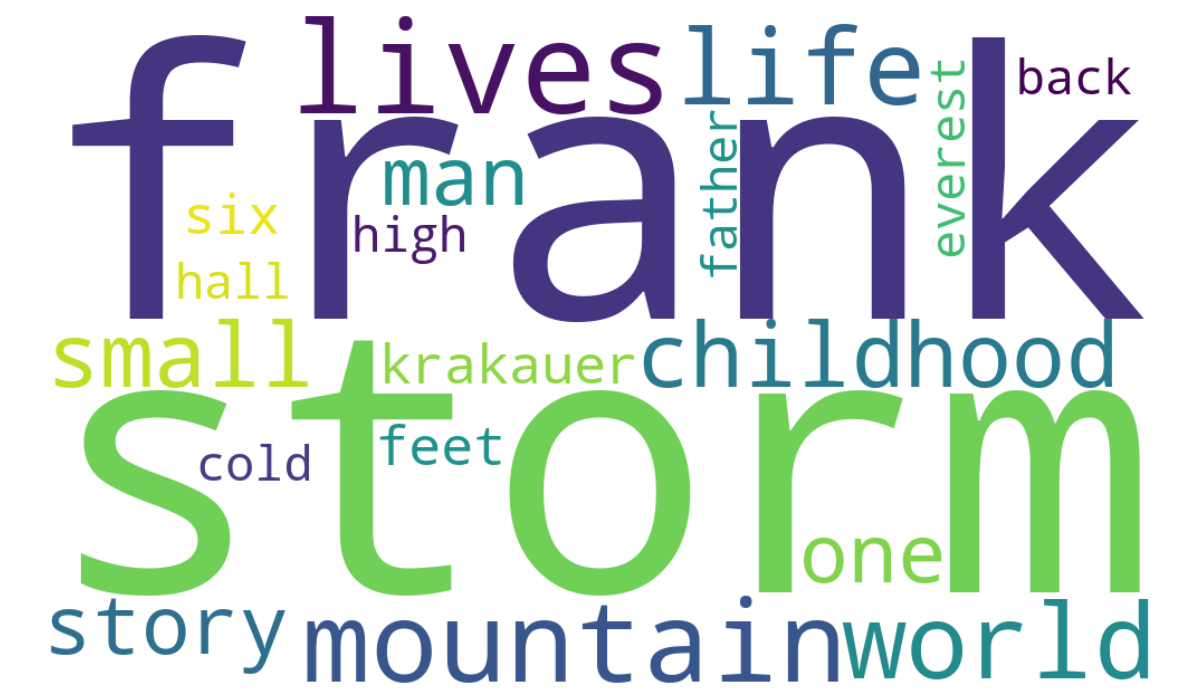 lives
life
back
frank
everest
father
man
six
high
hall
small
krakauer
childhood
storm
feet
cold
one
story
mountain
world